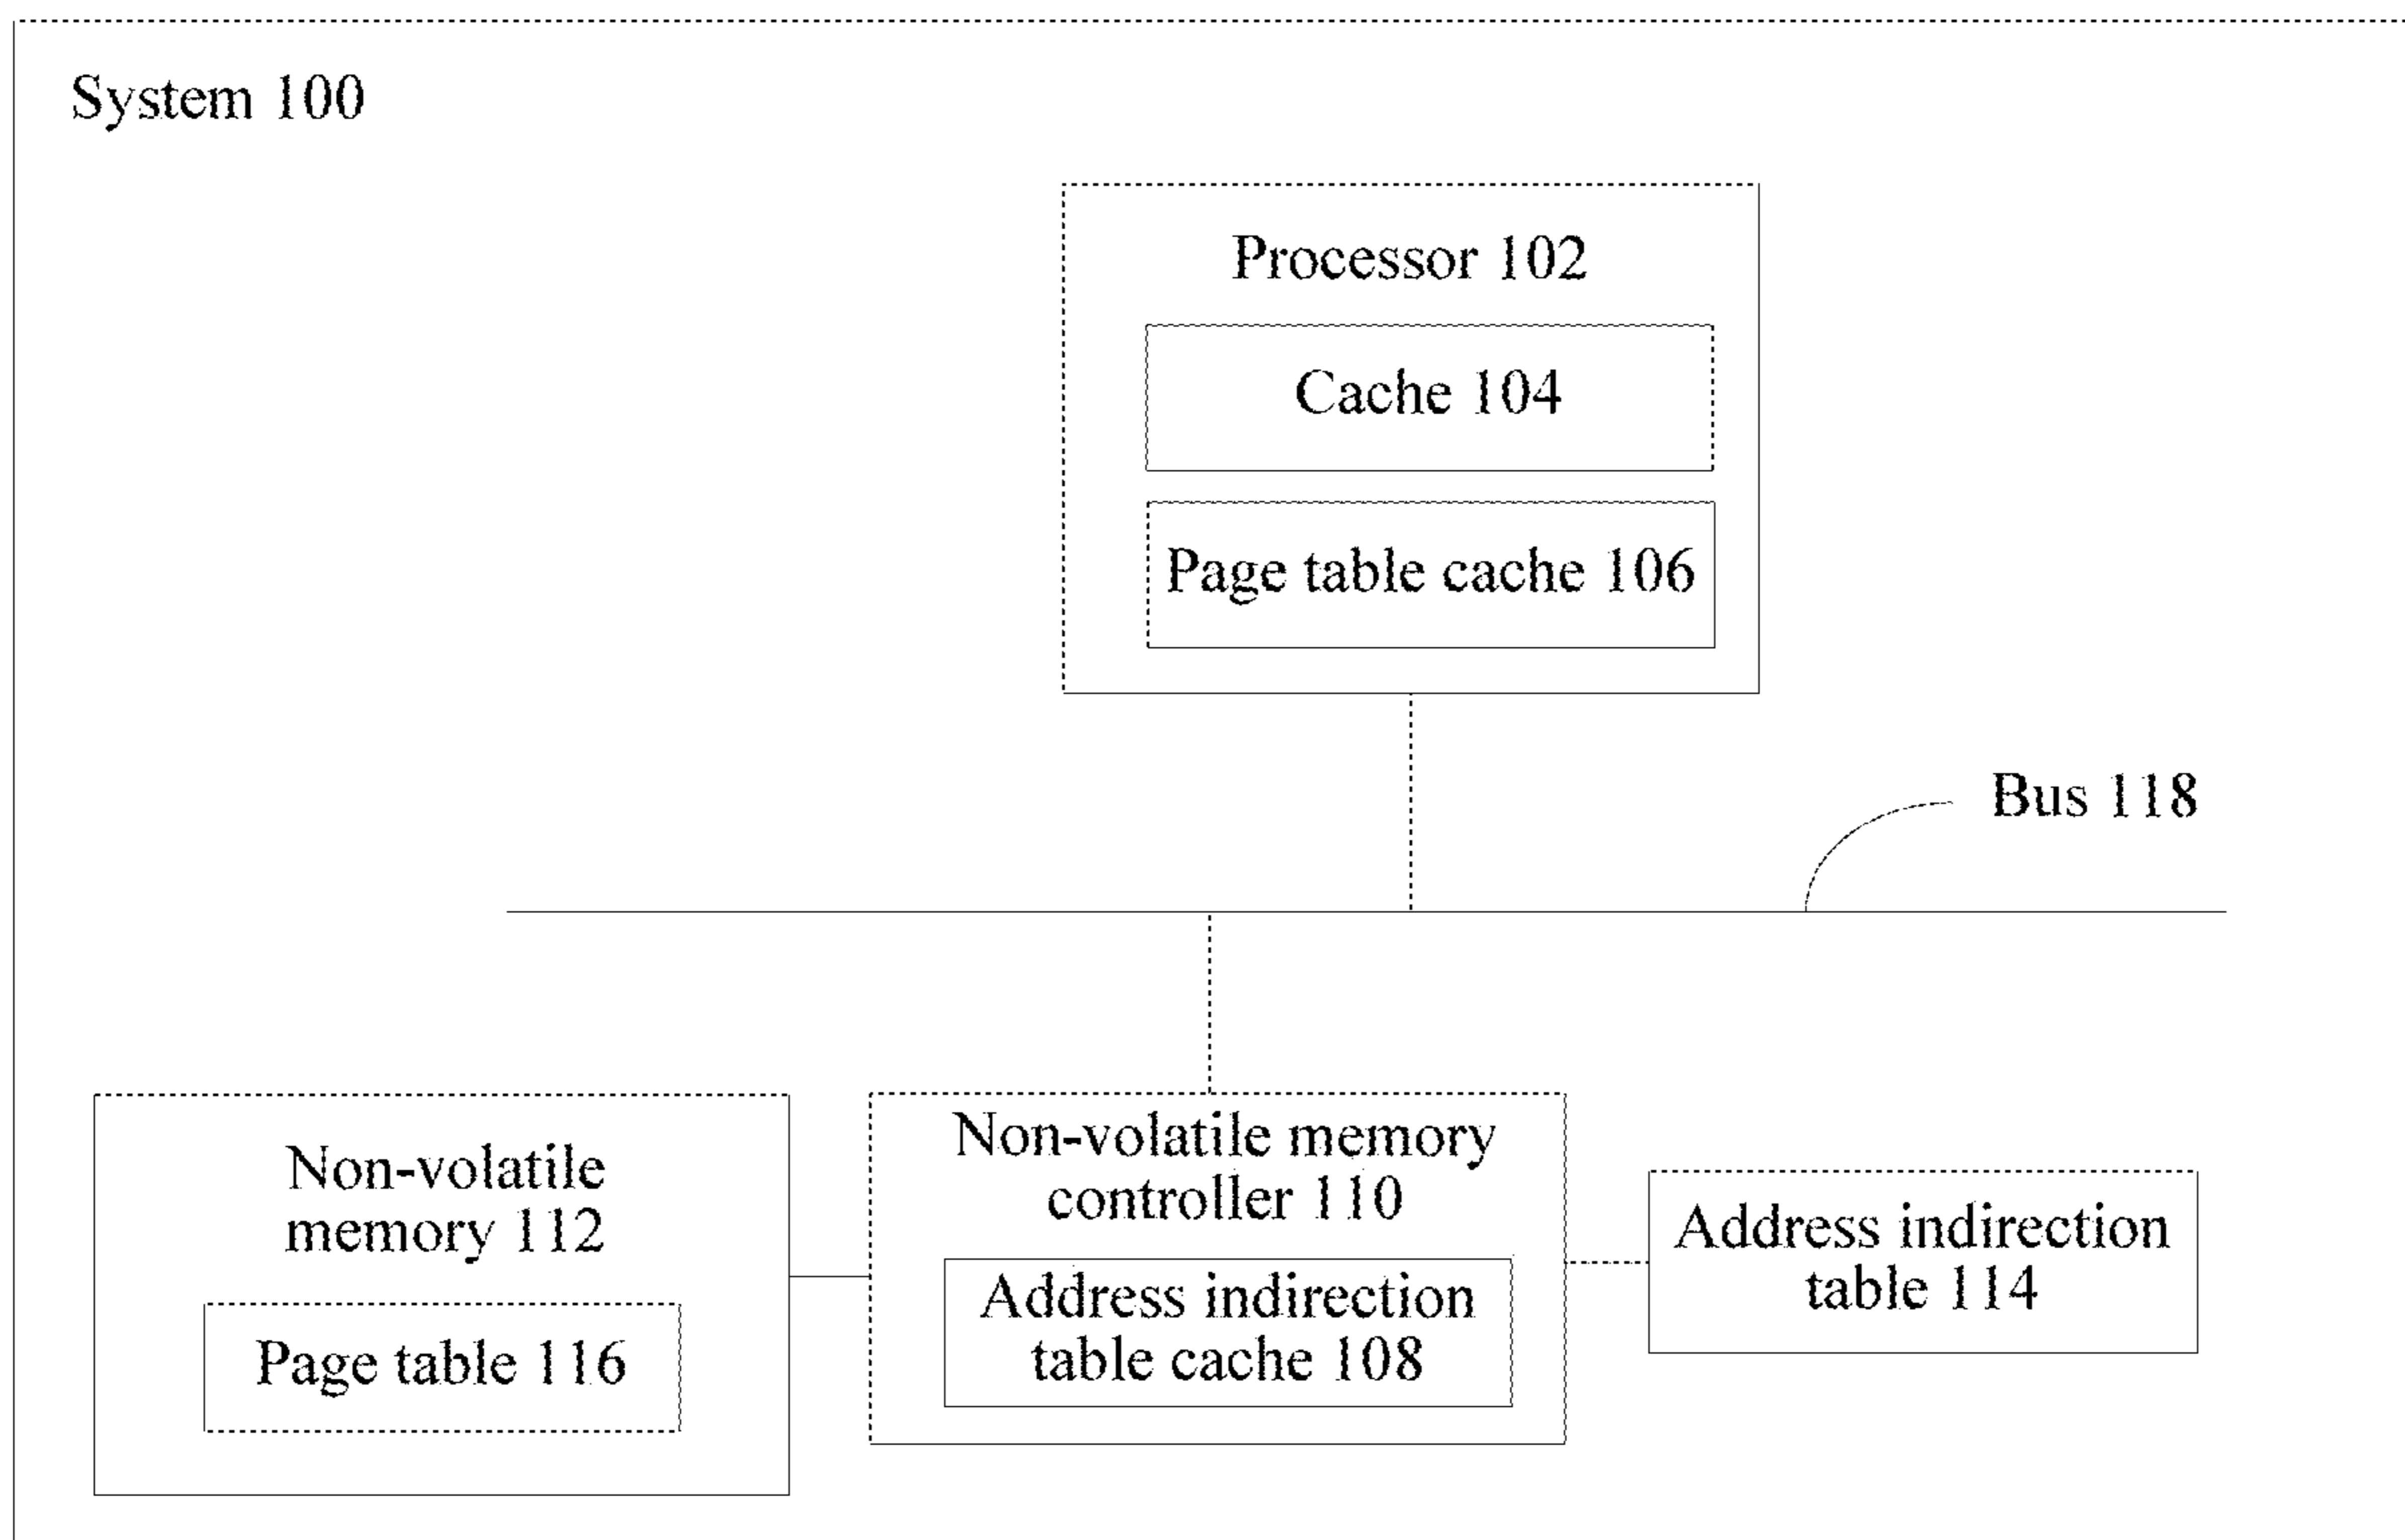 System 100
Processor 102
Cache 104
Page table cache 106
Bus 118
Non-volatile
memory 112
Page table 116
Non-volatile memory
controller 110
Address indirection
table cache 108
Address indirection
table 114